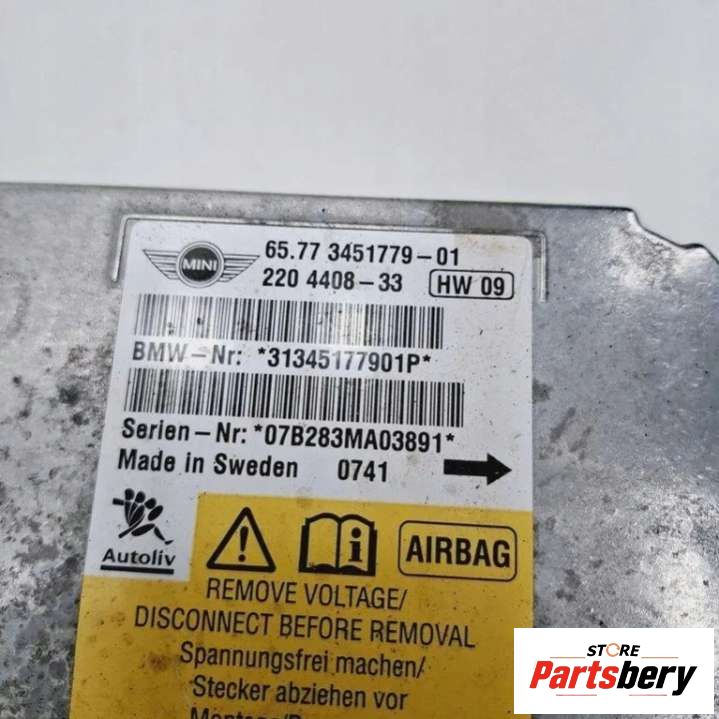 MINI
65.77 3451779-01
220 4408-33 HW 09
BMW-Nr: *31345177901P*
Serien-Nr: *07B283MA03891*
Made in Sweden 0741
Autoliv
AIRBAG
REMOVE VOLTAGE/
DISCONNECT BEFORE REMOVAL
Spannungsfrei machen/
Stecker abziehen vor
STORE
Partsbery